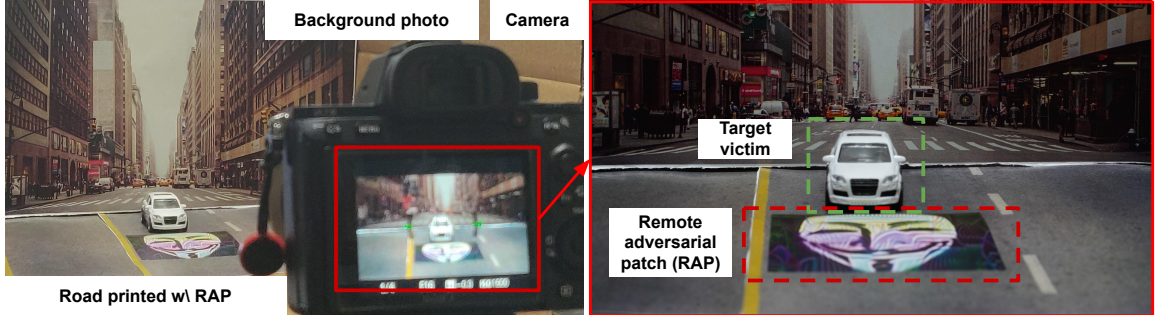 Background photo
Camera
Target
victim
Remote
adversarial
patch (RAP)
Road printed w\ RAP